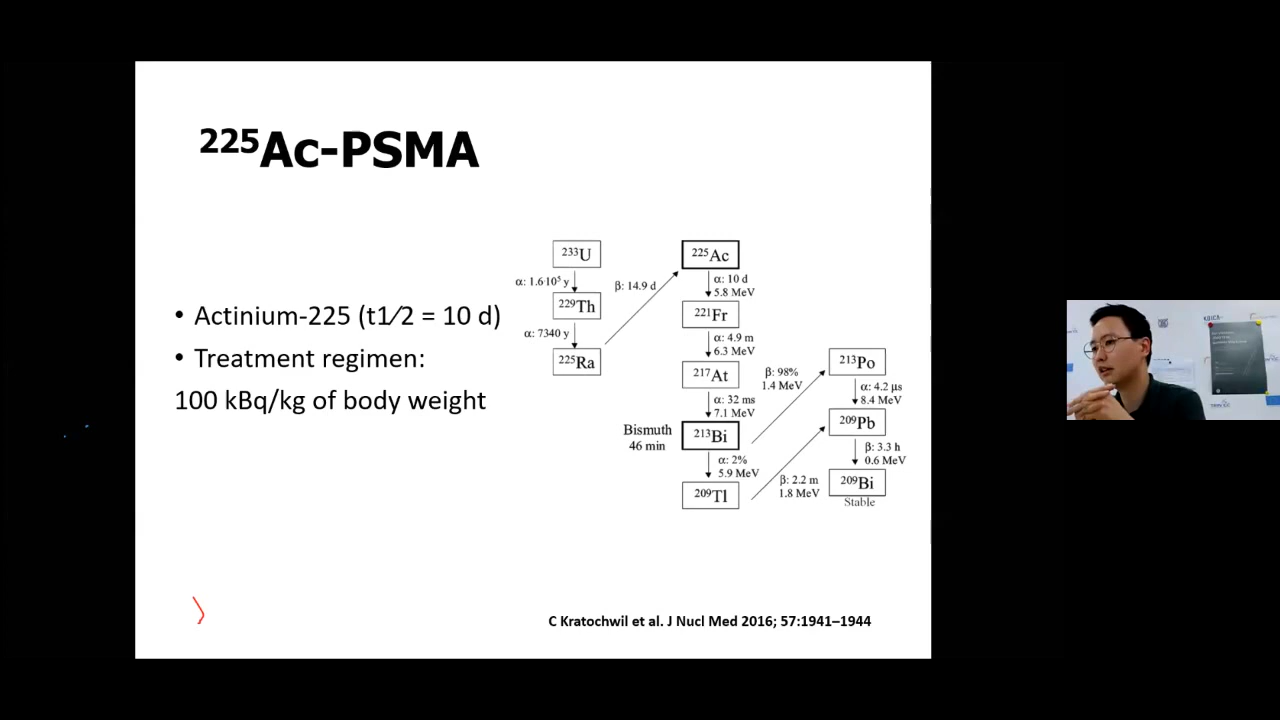 ²²⁵Ac-PSMA
• Actinium-225 (t1⁄2 = 10 d)
• Treatment regimen:
100 kBq/kg of body weight
²³³U
α: 1.6·10⁵ y
²²⁹Th
α: 7340 y
²²⁵Ra
β: 14.9 d
²²⁵Ac
α: 10 d
5.8 MeV
²²¹Fr
α: 4.9 m
6.3 MeV
²¹⁷At
α: 32 ms
7.1 MeV
Bismuth
46 min
²¹³Bi
α: 2%
5.9 MeV
²⁰⁹Tl
β: 98%
1.4 MeV
β: 2.2 m
1.8 MeV
²¹³Po
α: 4.2 µs
8.4 MeV
²⁰⁹Pb
β: 3.3 h
0.6 MeV
²⁰⁹Bi
Stable
C Kratochwil et al. J Nucl Med 2016; 57:1941–1944
KOICA